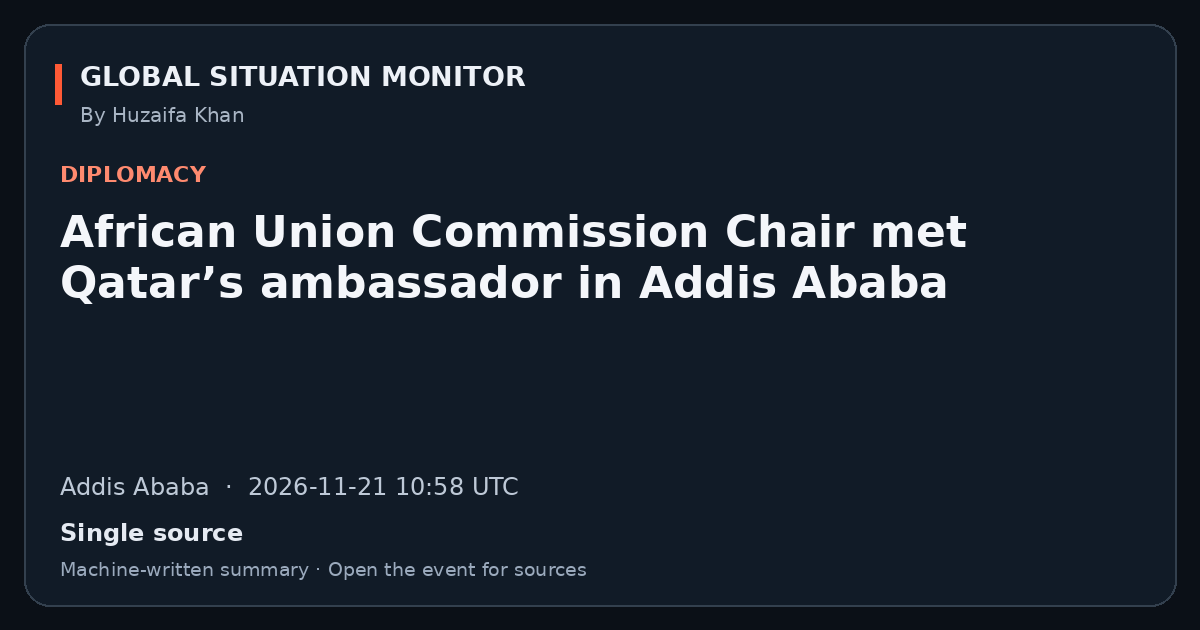 GLOBAL SITUATION MONITOR
By Huzaifa Khan
DIPLOMACY
African Union Commission Chair met
Qatar’s ambassador in Addis Ababa
Addis Ababa · 2026-11-21 10:58 UTC
Single source
Machine-written summary · Open the event for sources